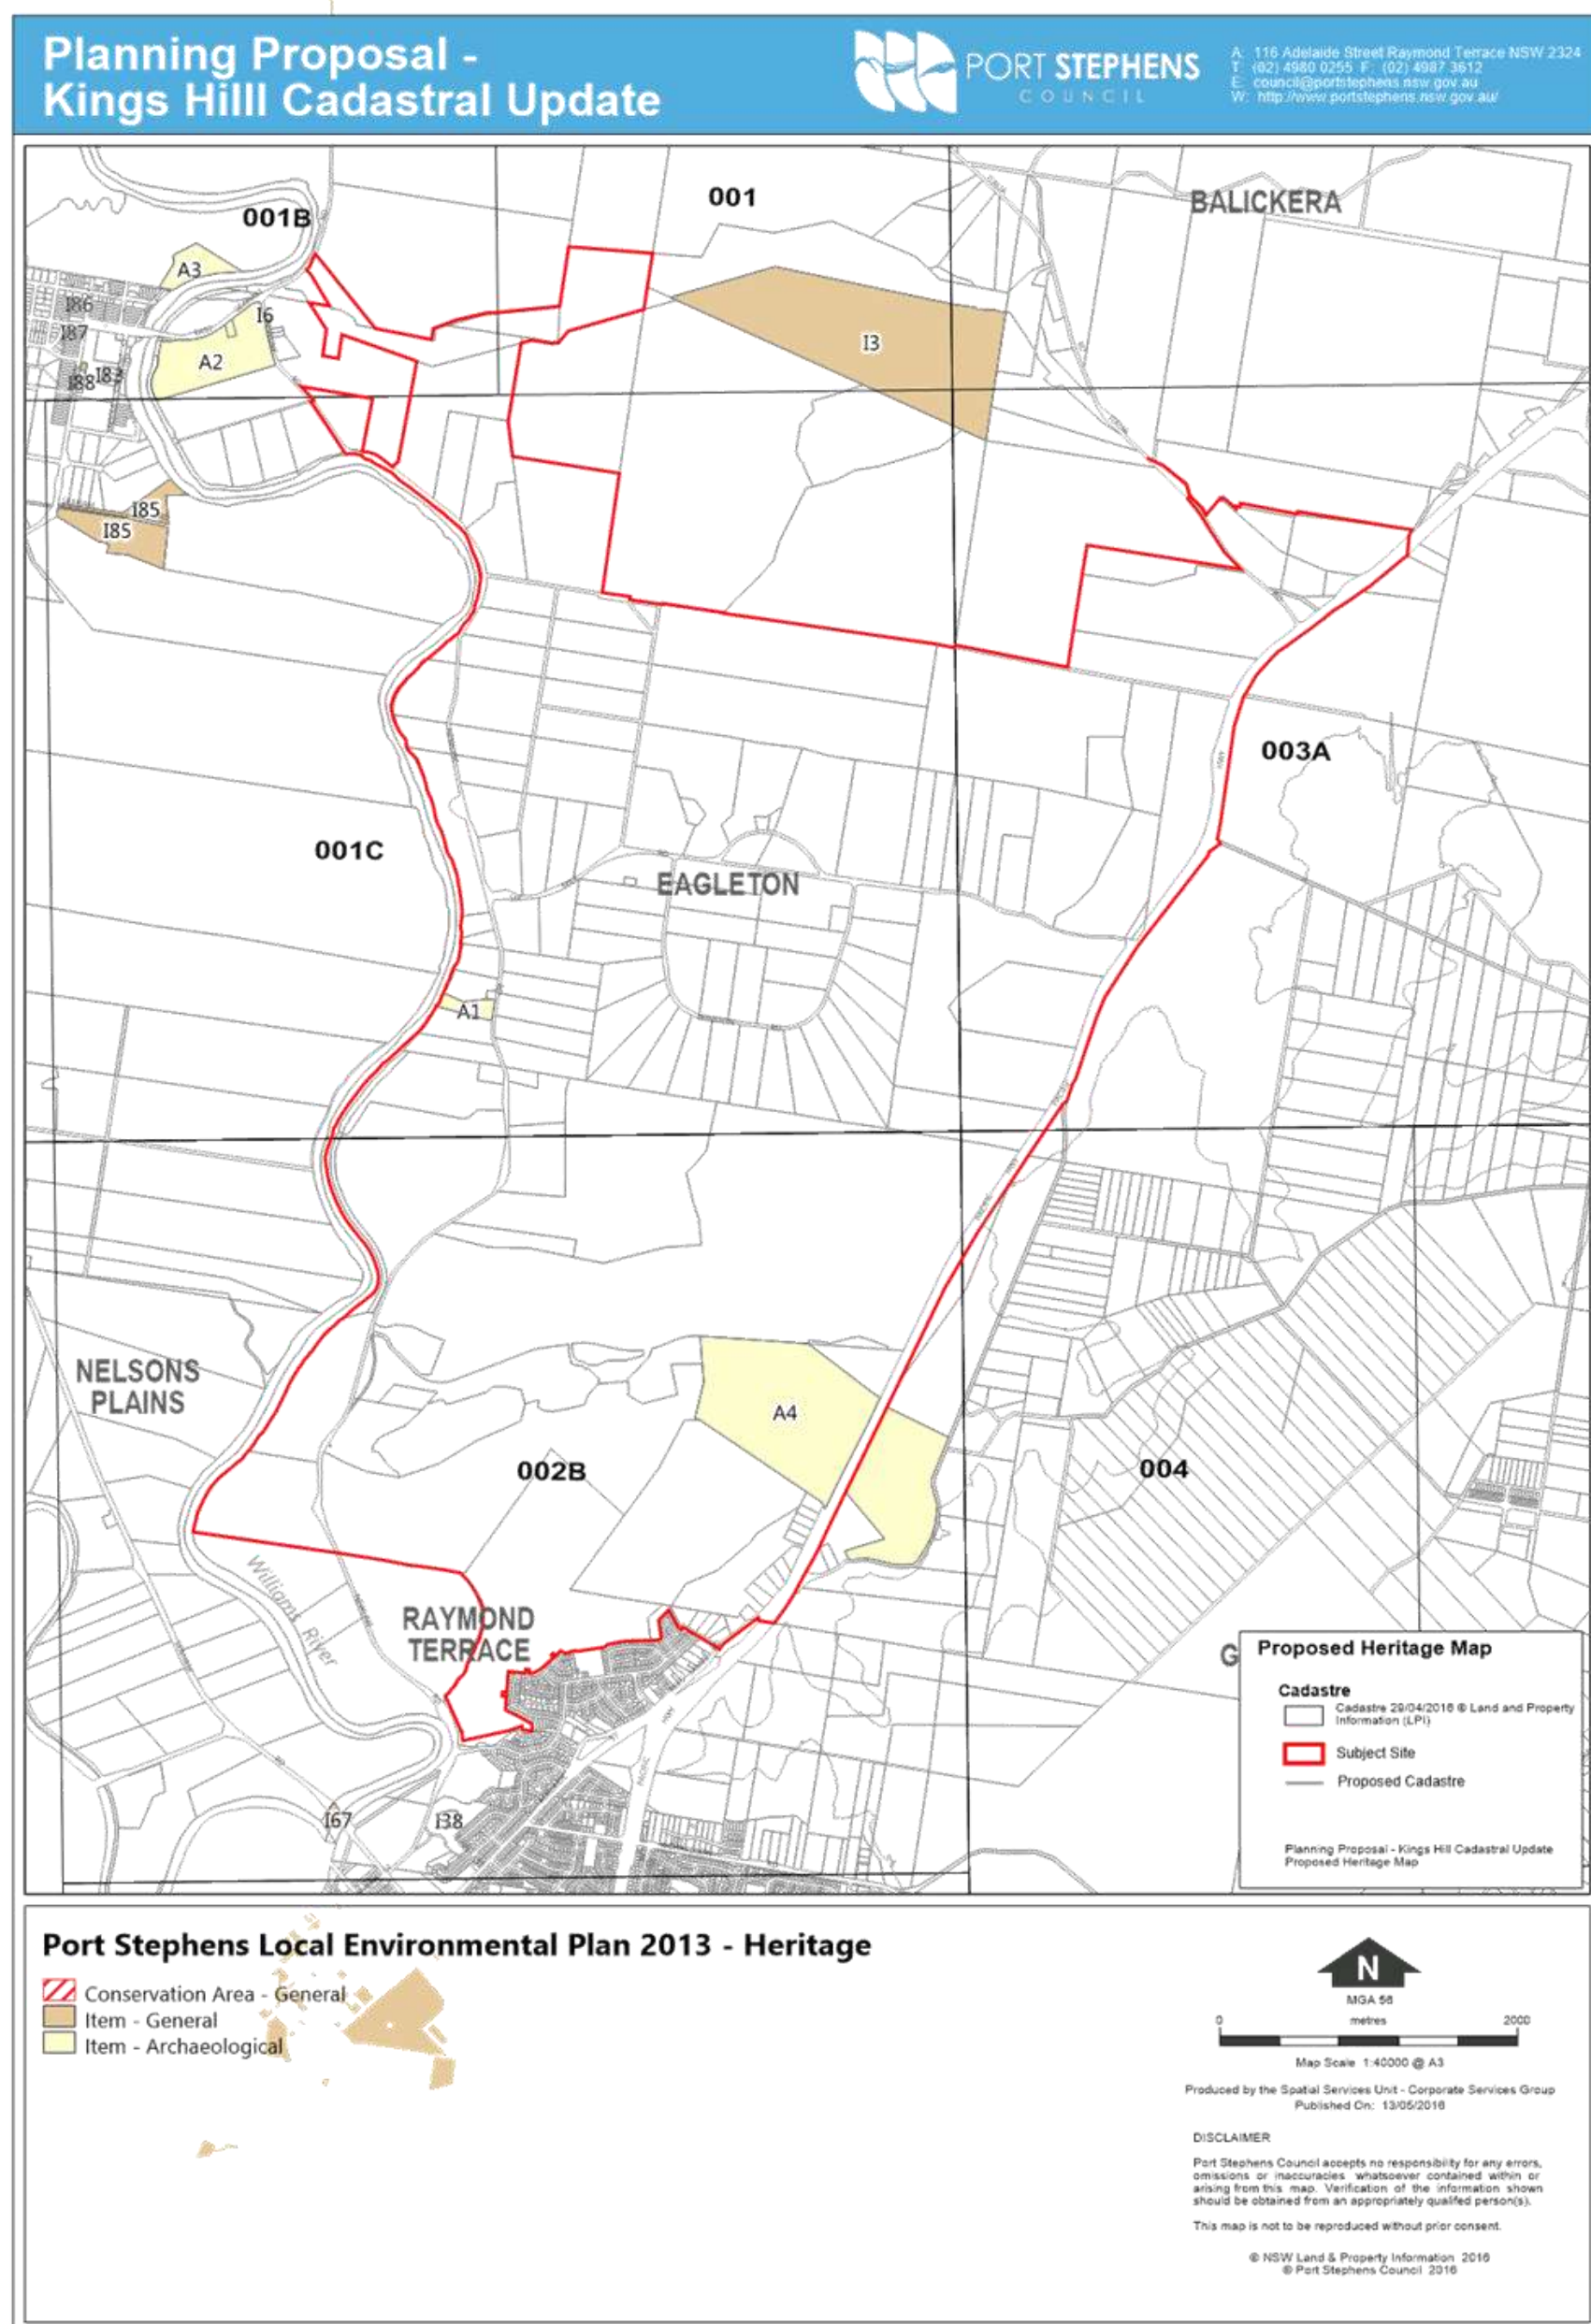 Planning Proposal -
Kings Hilll Cadastral Update
PORT STEPHENS
COUNCIL
A: 116 Adelaide Street Raymond Terrace NSW 2324
T: (02) 4980 0255 F: (02) 4987 3612
E: council@portstephens.nsw.gov.au
W: http://www.portstephens.nsw.gov.au/
001B
001
BALICKERA
A3
I86
I6
I87
A2
I3
I88
I83
I85
I85
003A
001C
EAGLETON
A1
NELSONS
PLAINS
A4
002B
004
Williams River
RAYMOND
TERRACE
I67
I38
G
Proposed Heritage Map
Cadastre
Cadastre 29/04/2016 © Land and Property
Information (LPI)
Subject Site
Proposed Cadastre
Planning Proposal - Kings Hill Cadastral Update
Proposed Heritage Map
Port Stephens Local Environmental Plan 2013 - Heritage
Conservation Area - General
Item - General
Item - Archaeological
N
MGA 56
0 metres 2000
Map Scale 1:40000 @ A3
Produced by the Spatial Services Unit - Corporate Services Group
Published On: 13/05/2016
DISCLAIMER
Port Stephens Council accepts no responsibility for any errors,
omissions or inaccuracies whatsoever contained within or
arising from this map. Verification of the information shown
should be obtained from an appropriately qualifed person(s).
This map is not to be reproduced without prior consent.
© NSW Land & Property Information 2016
© Port Stephens Council 2016